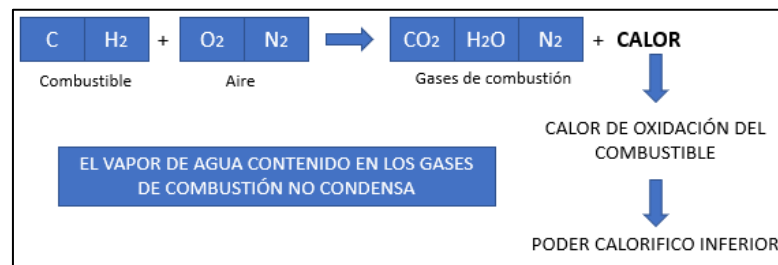 C H2 + O2 N2 CO2 H2O N2 + CALOR
Combustible Aire Gases de combustión
CALOR DE OXIDACIÓN DEL
COMBUSTIBLE
EL VAPOR DE AGUA CONTENIDO EN LOS GASES
DE COMBUSTIÓN NO CONDENSA
PODER CALORIFICO INFERIOR